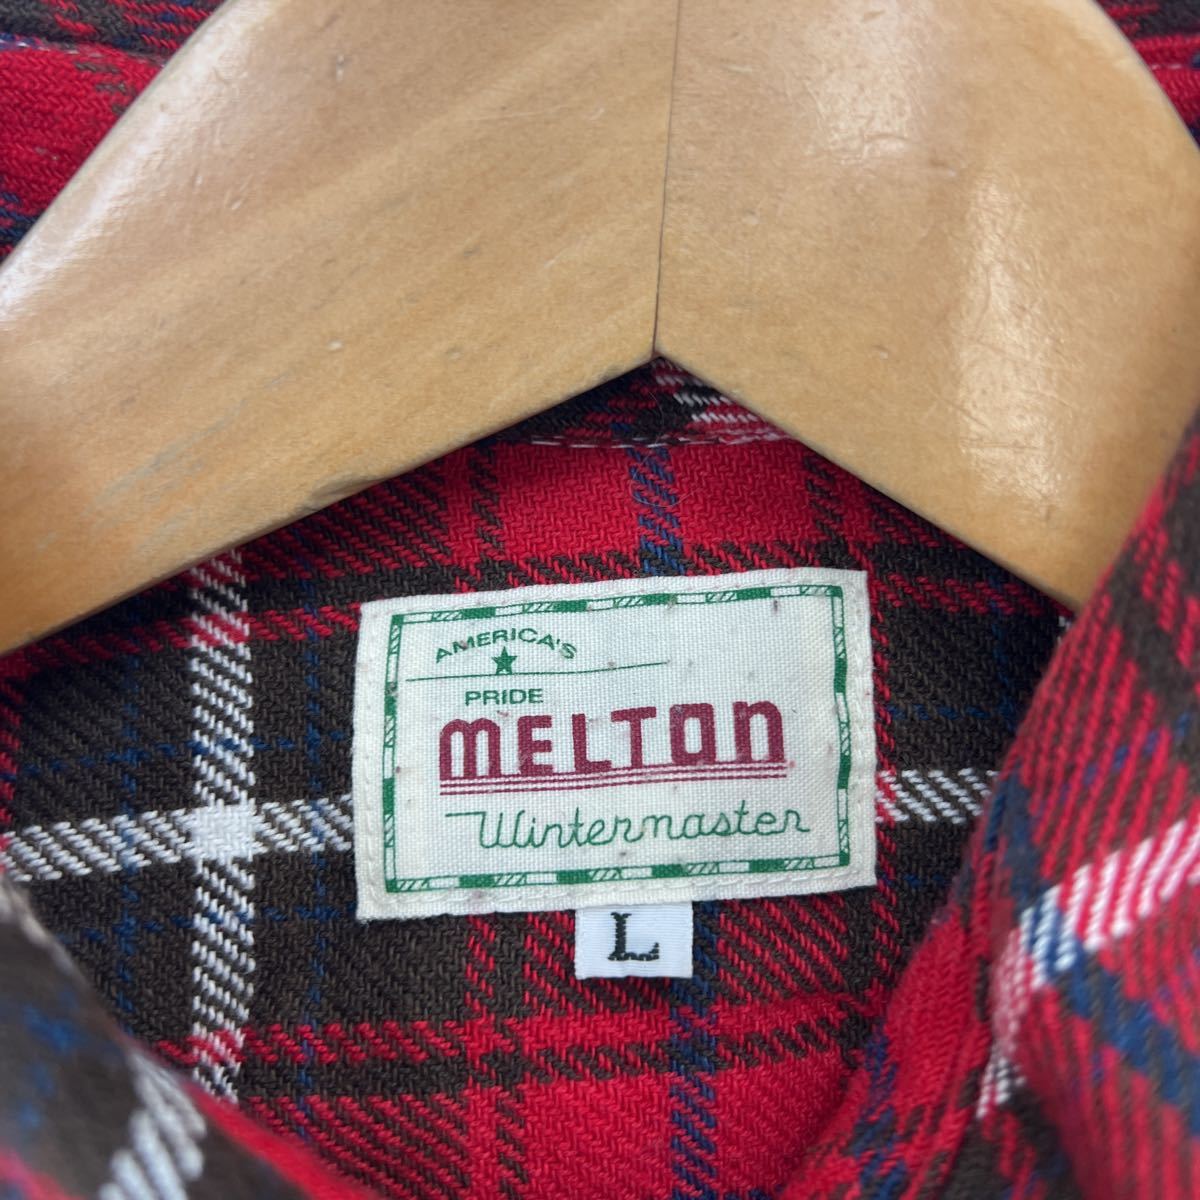 AMERICA'S
PRIDE
MELTON
Wintermaster
L